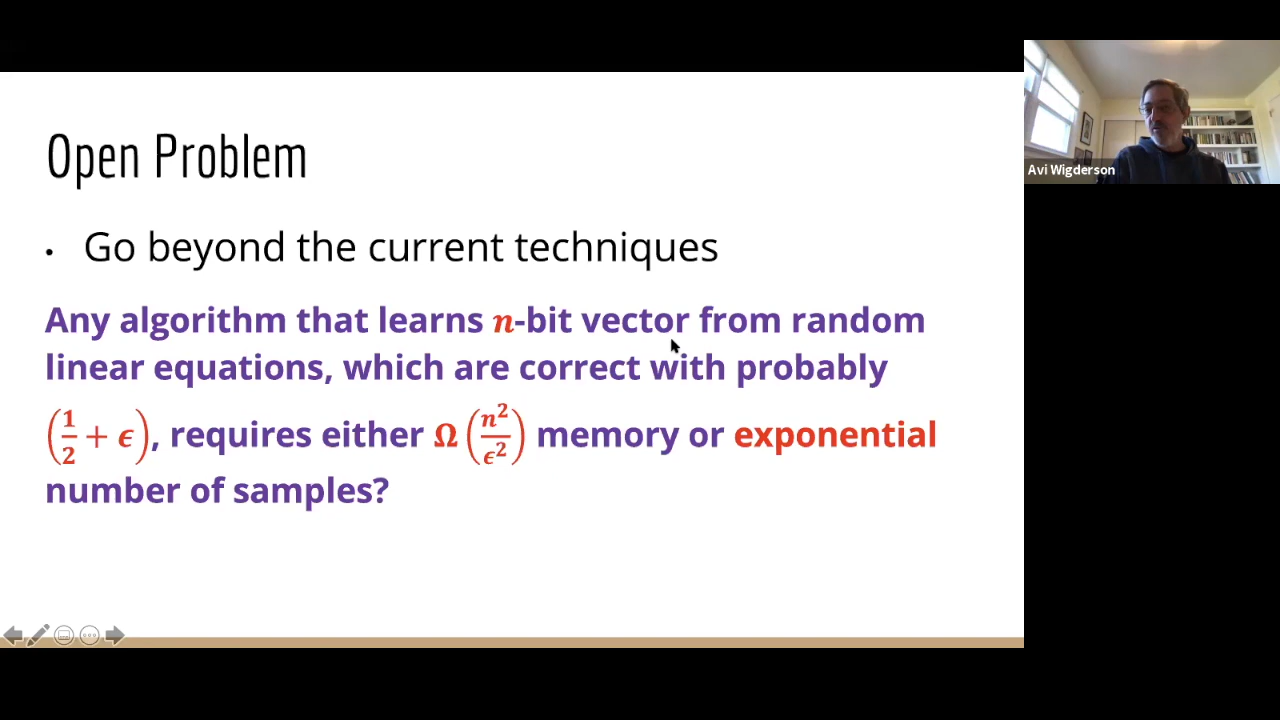 Open Problem
• Go beyond the current techniques
Any algorithm that learns n-bit vector from random
linear equations, which are correct with probably
(1/2 + ϵ), requires either Ω(n²/ϵ²) memory or exponential
number of samples?
Avi Wigderson